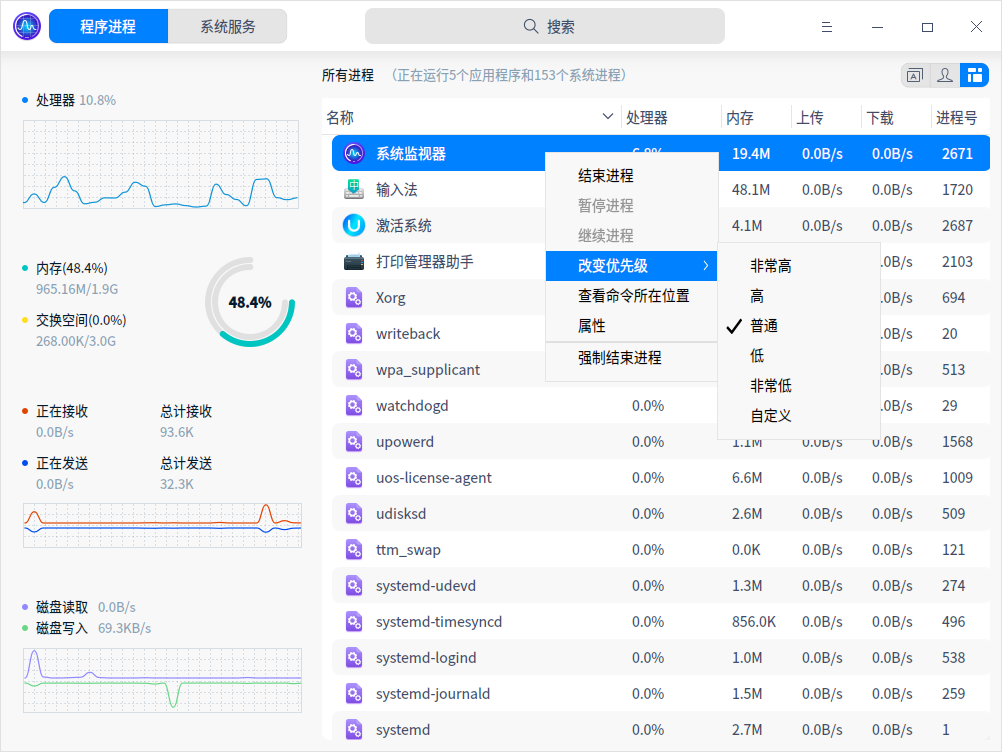 程序进程 系统服务 搜索
所有进程 （正在运行5个应用程序和153个系统进程）
处理器 10.8%
内存(48.4%)
965.16M/1.9G
48.4%
交换空间(0.0%)
268.00K/3.0G
正在接收 总计接收
0.0B/s 93.6K
正在发送 总计发送
0.0B/s 32.3K
磁盘读取 0.0B/s
磁盘写入 69.3KB/s
名称 处理器 内存 上传 下载 进程号
系统监视器 19.4M 0.0B/s 0.0B/s 2671
输入法 48.1M 0.0B/s 0.0B/s 1720
激活系统 4.1M 0.0B/s 0.0B/s 2687
打印管理器助手 .0B/s 2103
Xorg .0B/s 694
writeback .0B/s 20
wpa_supplicant .0B/s 513
watchdogd 0.0% .0B/s 29
upowerd 0.0% 1.1M 0.0B/s 0.0B/s 1568
uos-license-agent 0.0% 6.6M 0.0B/s 0.0B/s 1009
udisksd 0.0% 2.6M 0.0B/s 0.0B/s 509
ttm_swap 0.0% 0.0K 0.0B/s 0.0B/s 121
systemd-udevd 0.0% 1.3M 0.0B/s 0.0B/s 274
systemd-timesyncd 0.0% 856.0K 0.0B/s 0.0B/s 496
systemd-logind 0.0% 1.0M 0.0B/s 0.0B/s 538
systemd-journald 0.0% 1.5M 0.0B/s 0.0B/s 259
systemd 0.0% 2.7M 0.0B/s 0.0B/s 1
结束进程
暂停进程
继续进程
改变优先级
查看命令所在位置
属性
强制结束进程
非常高
高
普通
低
非常低
自定义